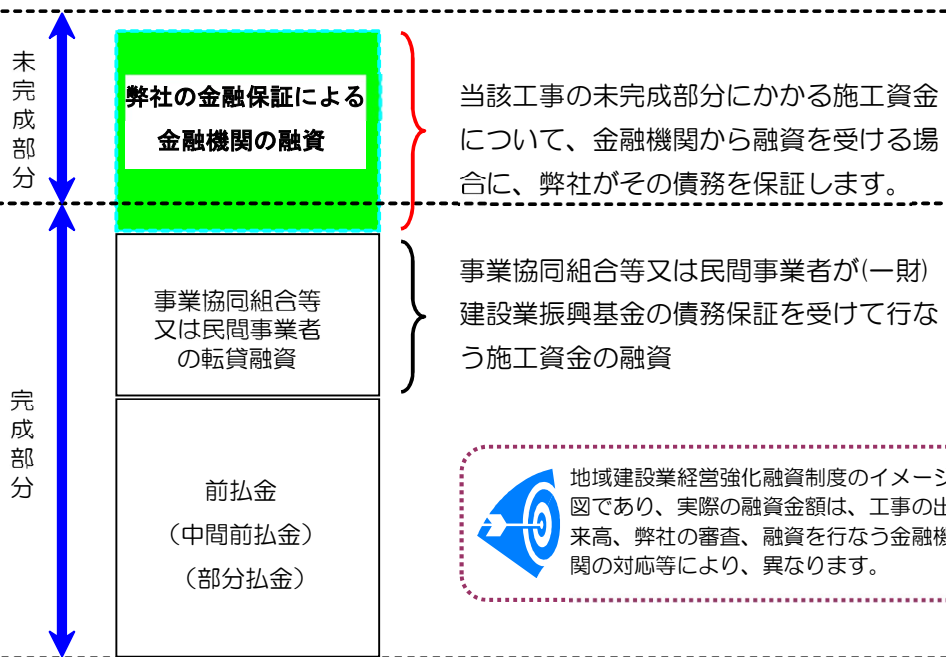 未完成部分
弊社の金融保証による
金融機関の融資
当該工事の未完成部分にかかる施工資金
について、金融機関から融資を受ける場
合に、弊社がその債務を保証します。
完成部分
事業協同組合等
又は民間事業者
の転貸融資
事業協同組合等又は民間事業者が(一財)
建設業振興基金の債務保証を受けて行な
う施工資金の融資
前払金
（中間前払金）
（部分払金）
地域建設業経営強化融資制度のイメージ
図であり、実際の融資金額は、工事の出
来高、弊社の審査、融資を行なう金融機
関の対応等により、異なります。